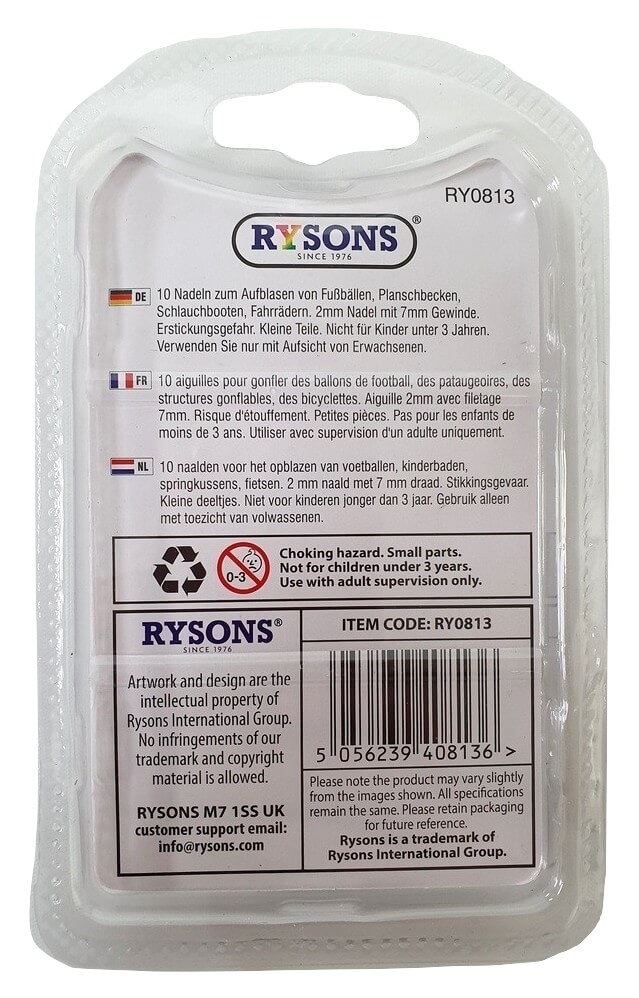 RY0813
RYSONS®
SINCE 1976
DE 10 Nadeln zum Aufblasen von Fußbällen, Planschbecken,
Schlauchbooten, Fahrrädern. 2mm Nadel mit 7mm Gewinde.
Erstickungsgefahr. Kleine Teile. Nicht für Kinder unter 3 Jahren.
Verwenden Sie nur mit Aufsicht von Erwachsenen.
FR 10 aiguilles pour gonfler des ballons de football, des pataugeoires, des
structures gonflables, des bicyclettes. Aiguille 2mm avec filetage
7mm. Risque d'étouffement. Petites pièces. Pas pour les enfants de
moins de 3 ans. Utiliser avec supervision d'un adulte uniquement.
NL 10 naalden voor het opblazen van voetballen, kinderbaden,
springkussens, fietsen. 2 mm naald met 7 mm draad. Stikkingsgevaar.
Kleine deeltjes. Niet voor kinderen jonger dan 3 jaar. Gebruik alleen
met toezicht van volwassenen.
0-3
Choking hazard. Small parts.
Not for children under 3 years.
Use with adult supervision only.
RYSONS®
SINCE 1976
Artwork and design are the
intellectual property of
Rysons International Group.
No infringements of our
trademark and copyright
material is allowed.
RYSONS M7 1SS UK
customer support email:
info@rysons.com
ITEM CODE: RY0813
5 056239 408136 >
Please note the product may vary slightly
from the images shown. All specifications
remain the same. Please retain packaging
for future reference.
Rysons is a trademark of
Rysons International Group.